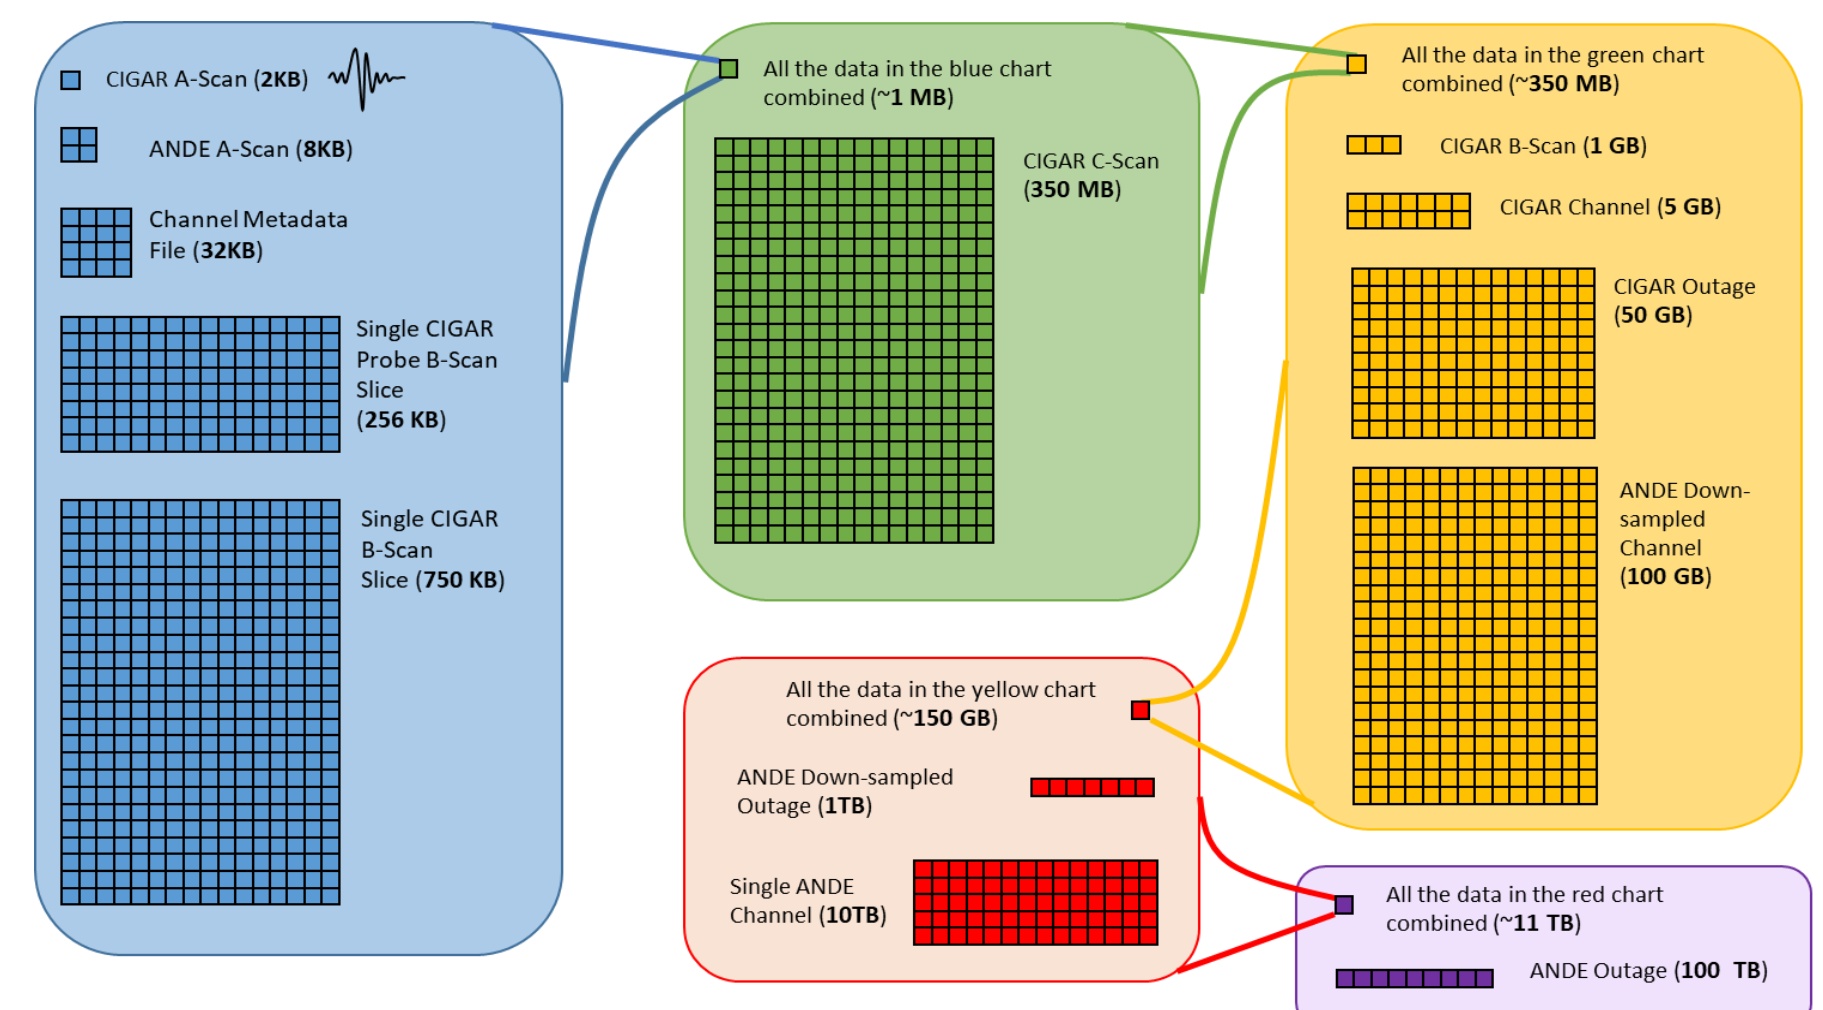 CIGAR A-Scan (2KB)
ANDE A-Scan (8KB)
Channel Metadata
File (32KB)
Single CIGAR
Probe B-Scan
Slice
(256 KB)
Single CIGAR
B-Scan
Slice (750 KB)
All the data in the blue chart
combined (~1 MB)
CIGAR C-Scan
(350 MB)
All the data in the green chart
combined (~350 MB)
CIGAR B-Scan (1 GB)
CIGAR Channel (5 GB)
CIGAR Outage
(50 GB)
ANDE Down-
sampled
Channel
(100 GB)
All the data in the yellow chart
combined (~150 GB)
ANDE Down-sampled
Outage (1TB)
Single ANDE
Channel (10TB)
All the data in the red chart
combined (~11 TB)
ANDE Outage (100 TB)